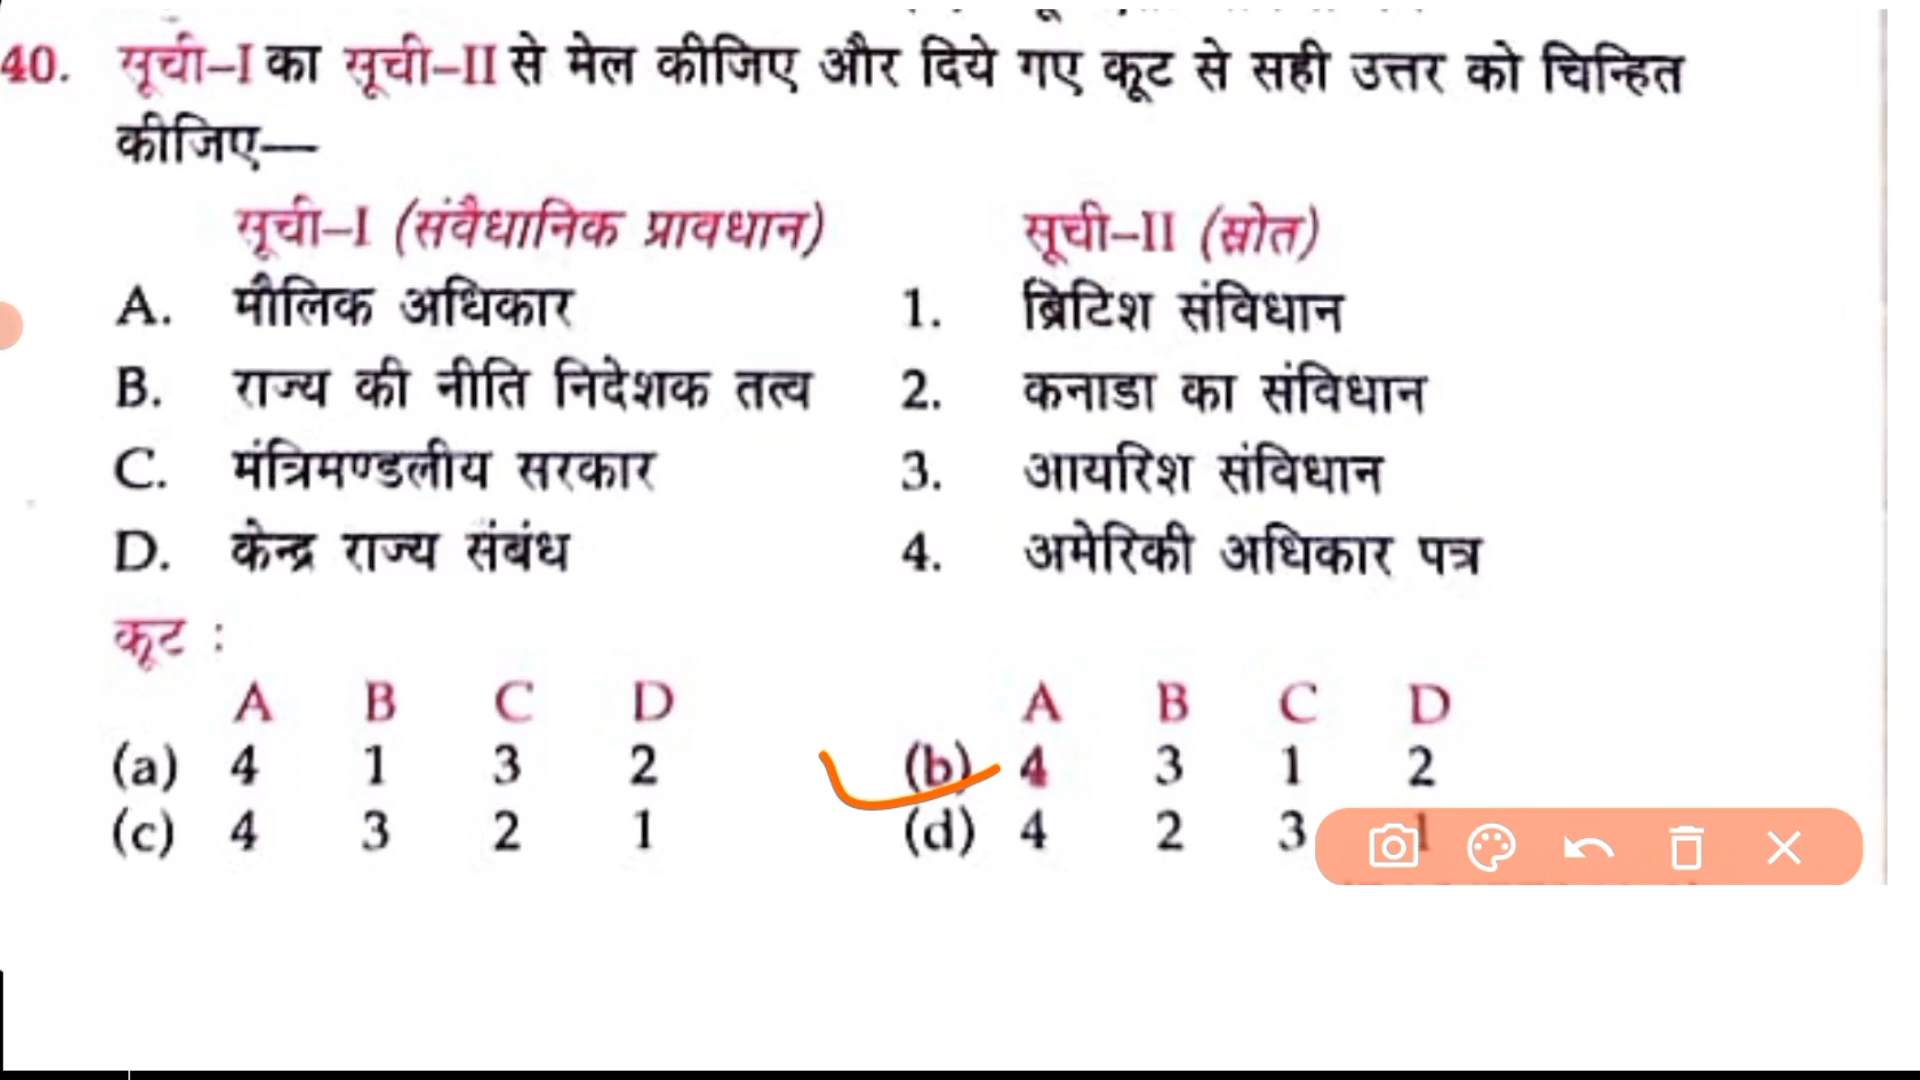 40. सूची–I का सूची–II से मेल कीजिए और दिये गए कूट से सही उत्तर को चिन्हित
कीजिए—
सूची–I (संवैधानिक प्रावधान) सूची–II (स्रोत)
A. मौलिक अधिकार 1. ब्रिटिश संविधान
B. राज्य की नीति निदेशक तत्व 2. कनाडा का संविधान
C. मंत्रिमण्डलीय सरकार 3. आयरिश संविधान
D. केन्द्र राज्य संबंध 4. अमेरिकी अधिकार पत्र
कूट :
A B C D A B C D
(a) 4 1 3 2 (b) 4 3 1 2
(c) 4 3 2 1 (d) 4 2 3 1